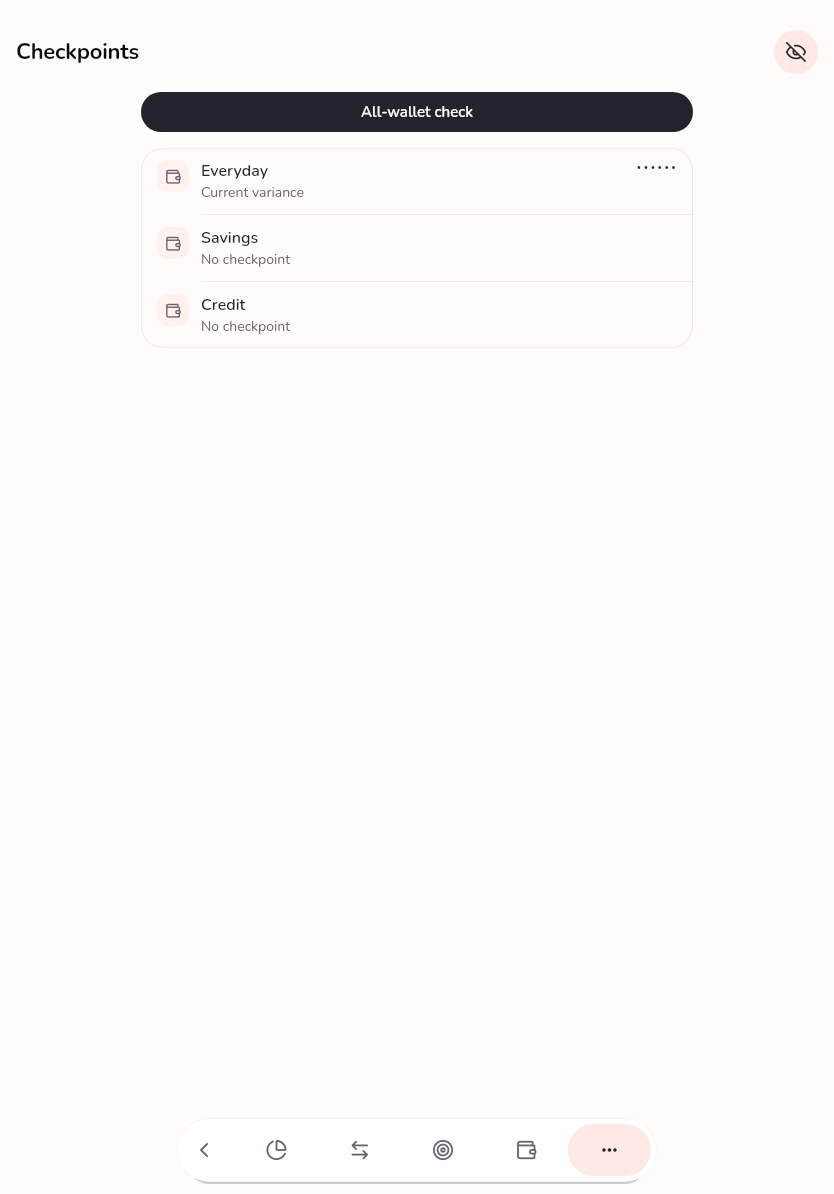 Checkpoints
All-wallet check
Everyday
······
Current variance
Savings
No checkpoint
Credit
No checkpoint